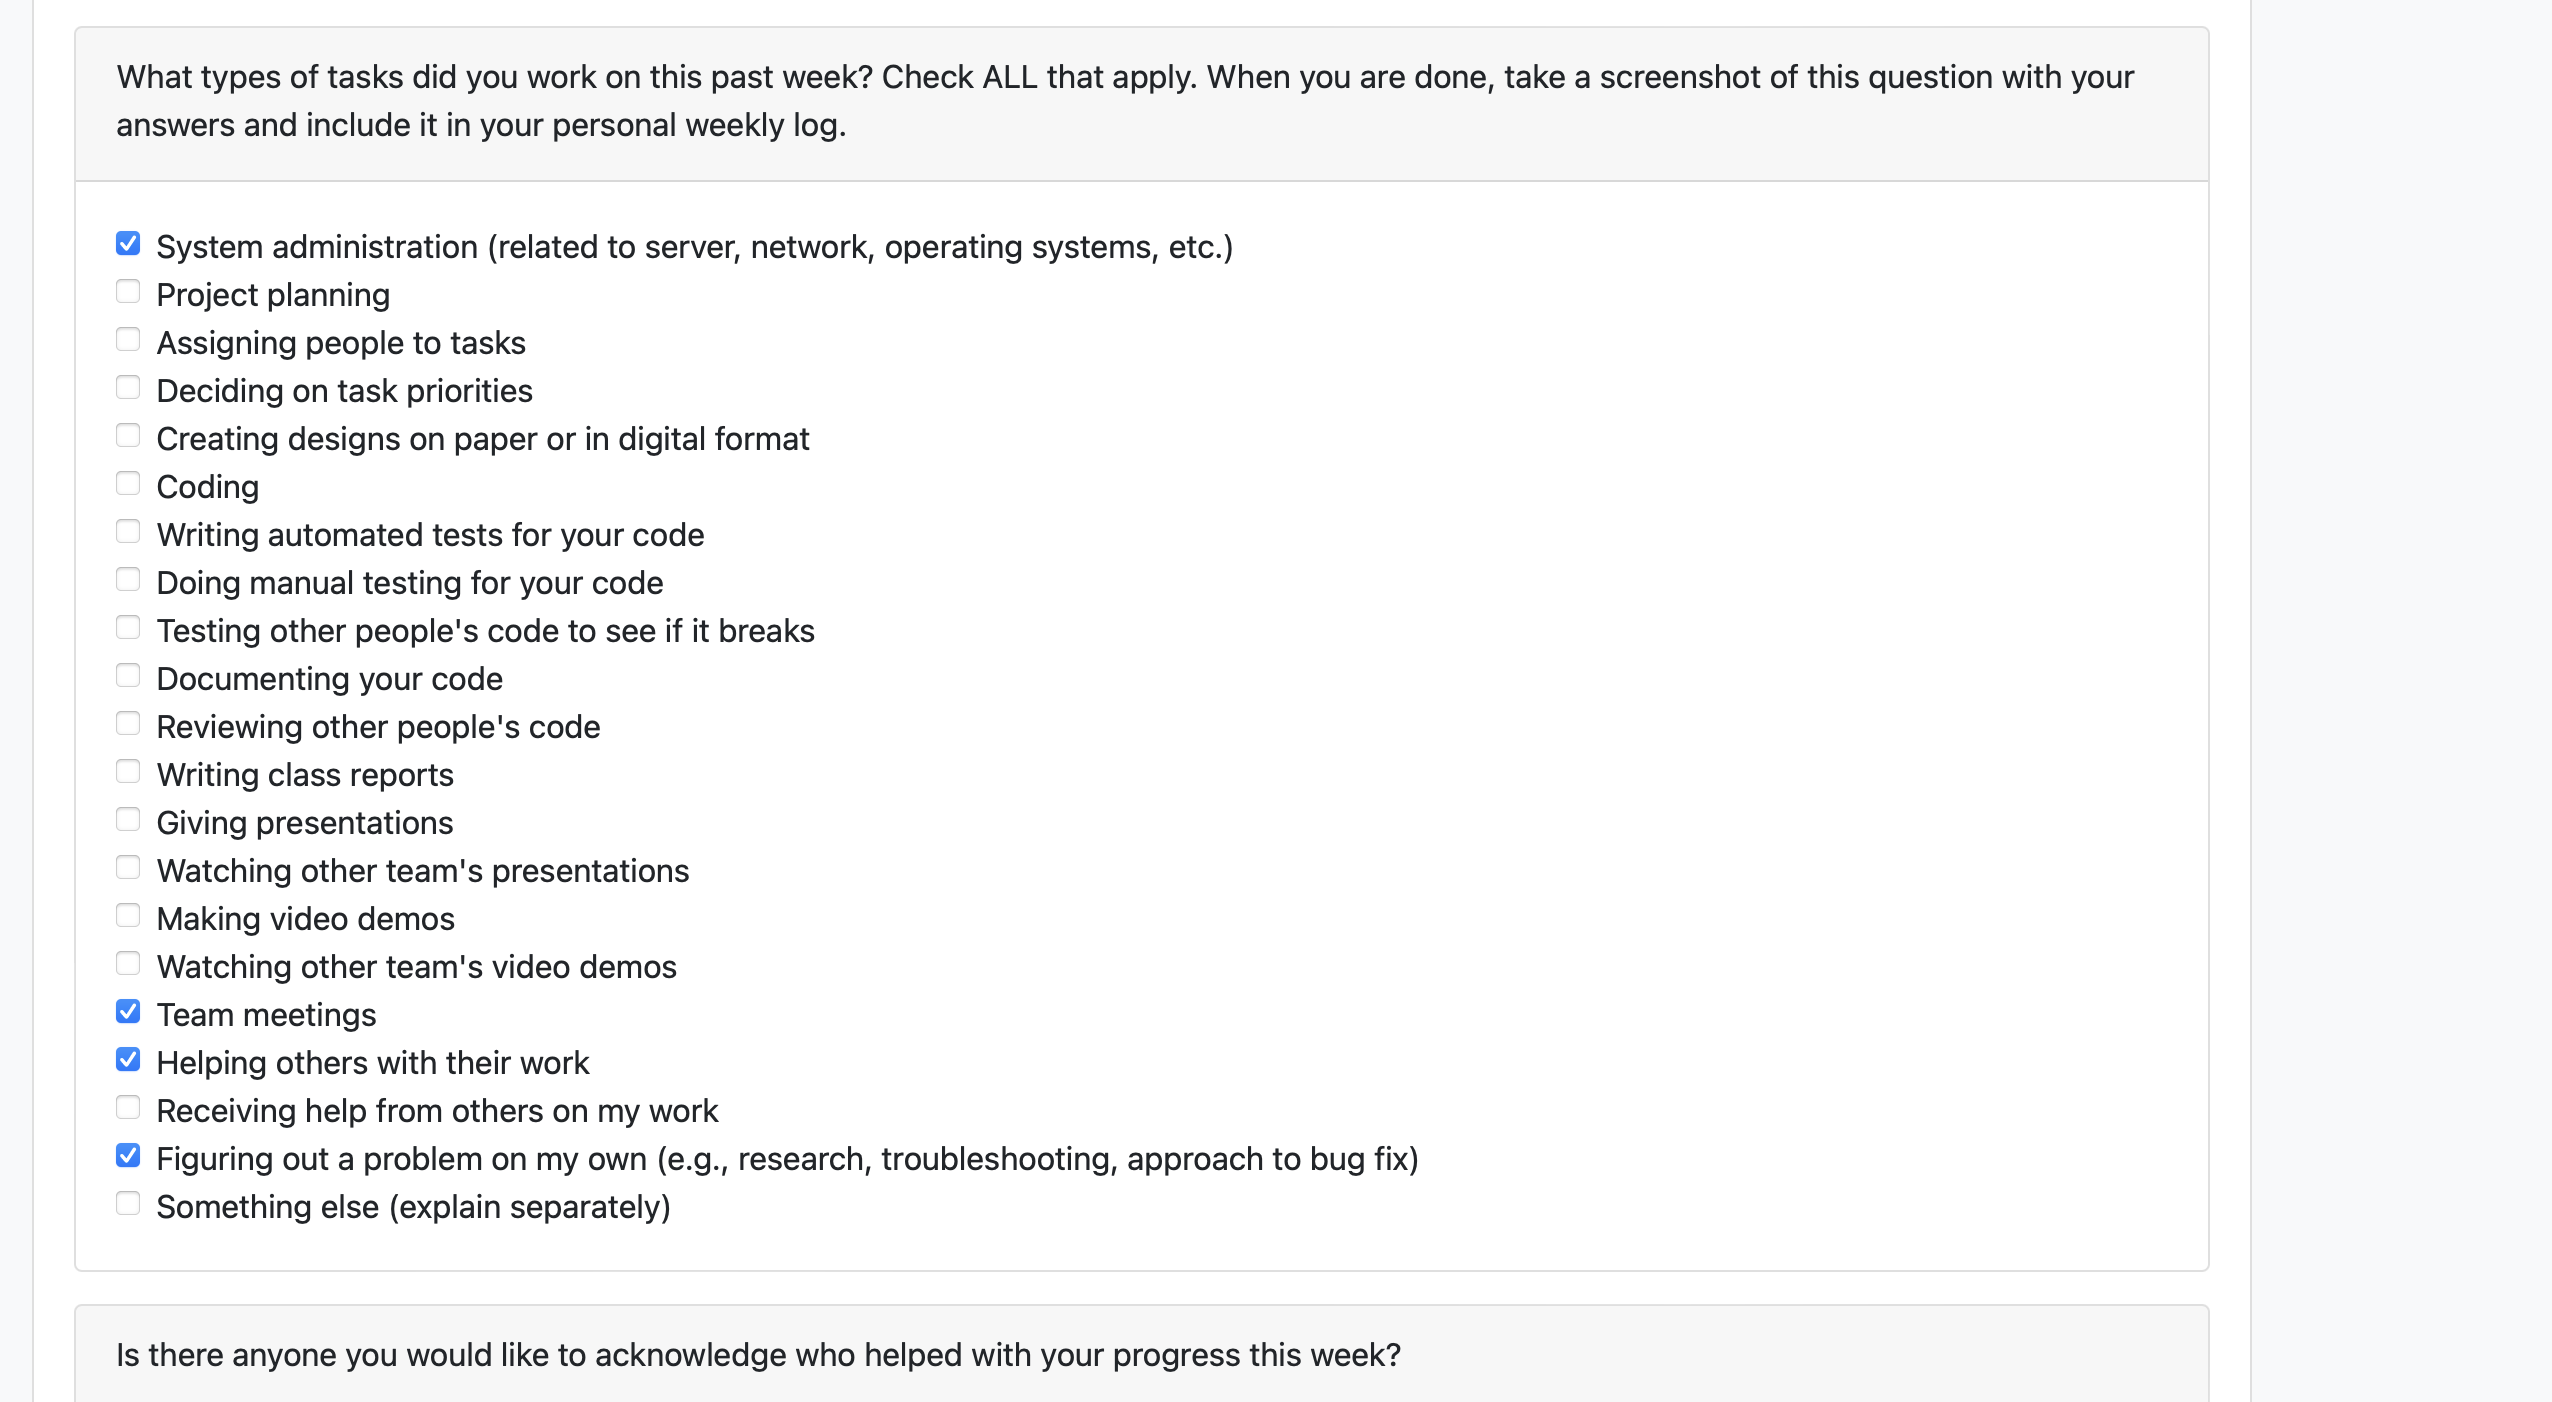 What types of tasks did you work on this past week? Check ALL that apply. When you are done, take a screenshot of this question with your
answers and include it in your personal weekly log.
System administration (related to server, network, operating systems, etc.)
Project planning
Assigning people to tasks
Deciding on task priorities
Creating designs on paper or in digital format
Coding
Writing automated tests for your code
Doing manual testing for your code
Testing other people's code to see if it breaks
Documenting your code
Reviewing other people's code
Writing class reports
Giving presentations
Watching other team's presentations
Making video demos
Watching other team's video demos
Team meetings
Helping others with their work
Receiving help from others on my work
Figuring out a problem on my own (e.g., research, troubleshooting, approach to bug fix)
Something else (explain separately)
Is there anyone you would like to acknowledge who helped with your progress this week?